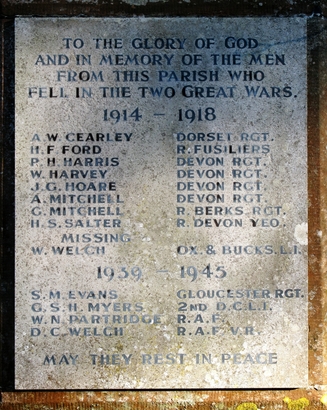 TO THE GLORY OF GOD
AND IN MEMORY OF THE MEN
FROM THIS PARISH WHO
FELL IN THE TWO GREAT WARS.
1914 – 1918
A. W. CEARLEY DORSET RGT.
H. F. FORD R. FUSILIERS
P. H. HARRIS DEVON RGT.
W. HARVEY DEVON RGT.
J. G. HOARE DEVON RGT.
A. MITCHELL DEVON RGT.
G. MITCHELL R. BERKS. RGT.
H. S. SALTER R. DEVON YEO.
MISSING
W. WELCH OX. & BUCKS. L.I.
1939 – 1945
S. M. EVANS GLOUCESTER RGT.
G. S. H. MYERS 2ND D.C.L.I.
W. N. PARTRIDGE R.A.F.
D. C. WELCH R.A.F.V.R.
MAY THEY REST IN PEACE